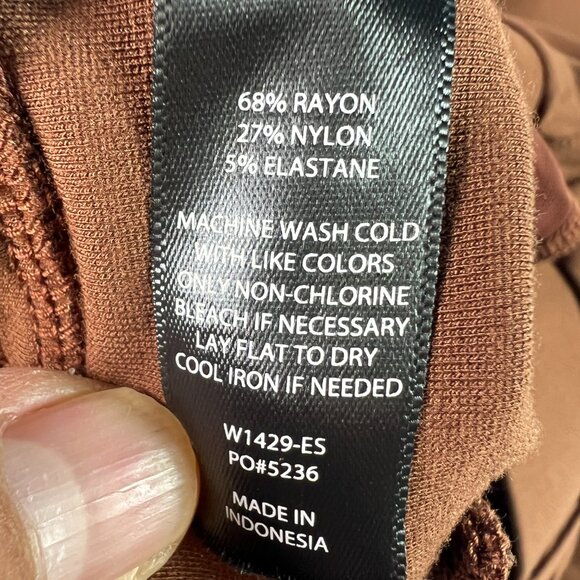 68% RAYON
27% NYLON
5% ELASTANE
MACHINE WASH COLD
WITH LIKE COLORS
ONLY NON-CHLORINE
BLEACH IF NECESSARY
LAY FLAT TO DRY
COOL IRON IF NEEDED
W1429-ES
PO#5236
MADE IN
INDONESIA